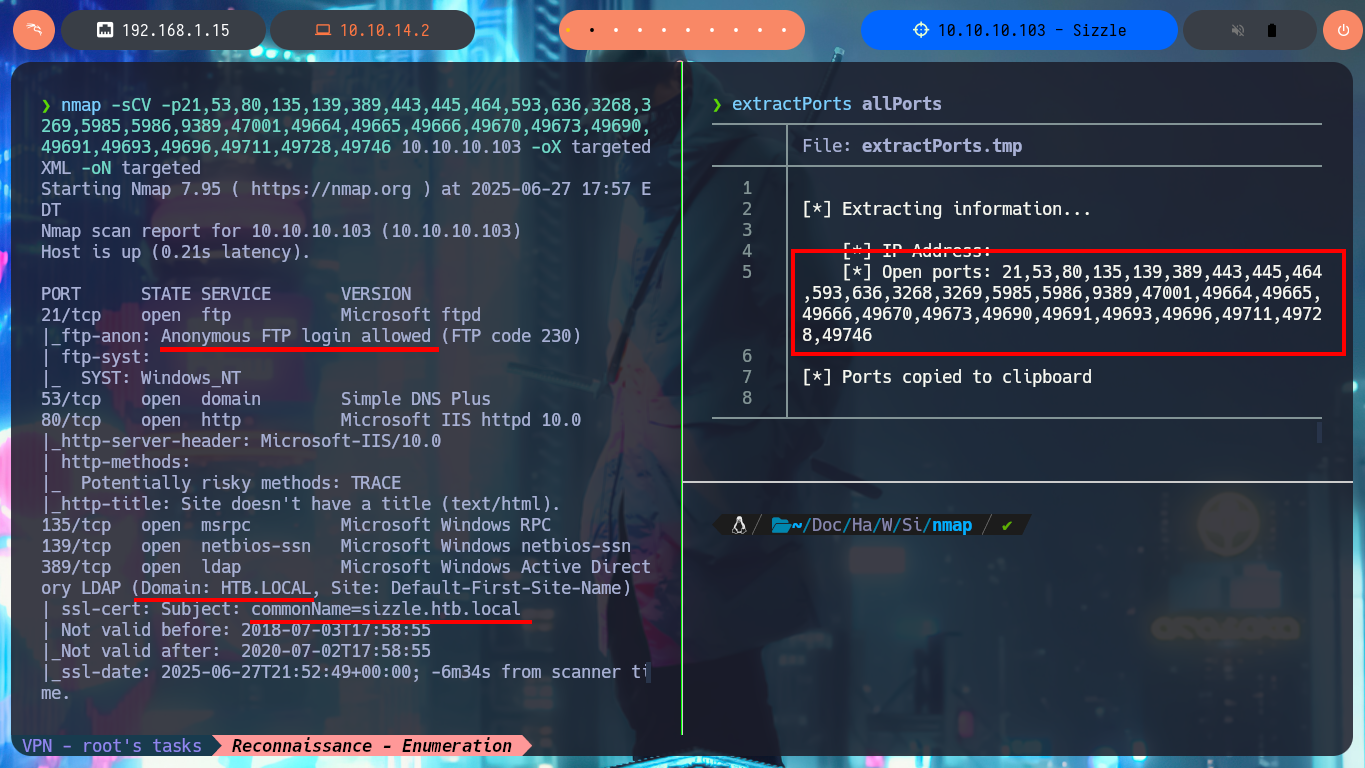 192.168.1.15
10.10.14.2
10.10.10.103 - Sizzle
❯ nmap -sCV -p21,53,80,135,139,389,443,445,464,593,636,3268,3
269,5985,5986,9389,47001,49664,49665,49666,49670,49673,49690,
49691,49693,49696,49711,49728,49746 10.10.10.103 -oX targeted
XML -oN targeted
Starting Nmap 7.95 ( https://nmap.org ) at 2025-06-27 17:57 E
DT
Nmap scan report for 10.10.10.103 (10.10.10.103)
Host is up (0.21s latency).
PORT      STATE SERVICE       VERSION
21/tcp    open  ftp           Microsoft ftpd
|_ftp-anon: Anonymous FTP login allowed (FTP code 230)
| ftp-syst:
|_  SYST: Windows_NT
53/tcp    open  domain        Simple DNS Plus
80/tcp    open  http          Microsoft IIS httpd 10.0
|_http-server-header: Microsoft-IIS/10.0
| http-methods:
|_  Potentially risky methods: TRACE
|_http-title: Site doesn't have a title (text/html).
135/tcp   open  msrpc         Microsoft Windows RPC
139/tcp   open  netbios-ssn   Microsoft Windows netbios-ssn
389/tcp   open  ldap          Microsoft Windows Active Direct
ory LDAP (Domain: HTB.LOCAL, Site: Default-First-Site-Name)
| ssl-cert: Subject: commonName=sizzle.htb.local
| Not valid before: 2018-07-03T17:58:55
|_Not valid after:  2020-07-02T17:58:55
|_ssl-date: 2025-06-27T21:52:49+00:00; -6m34s from scanner ti
me.
❯ extractPorts allPorts
File: extractPorts.tmp
1
2 [*] Extracting information...
3
4     [*] IP Address:
5     [*] Open ports: 21,53,80,135,139,389,443,445,464
,593,636,3268,3269,5985,5986,9389,47001,49664,49665,
49666,49670,49673,49690,49691,49693,49696,49711,4972
8,49746
6
7 [*] Ports copied to clipboard
8
~/Doc/Ha/W/Si/nmap ✔
VPN - root's tasks Reconnaissance - Enumeration